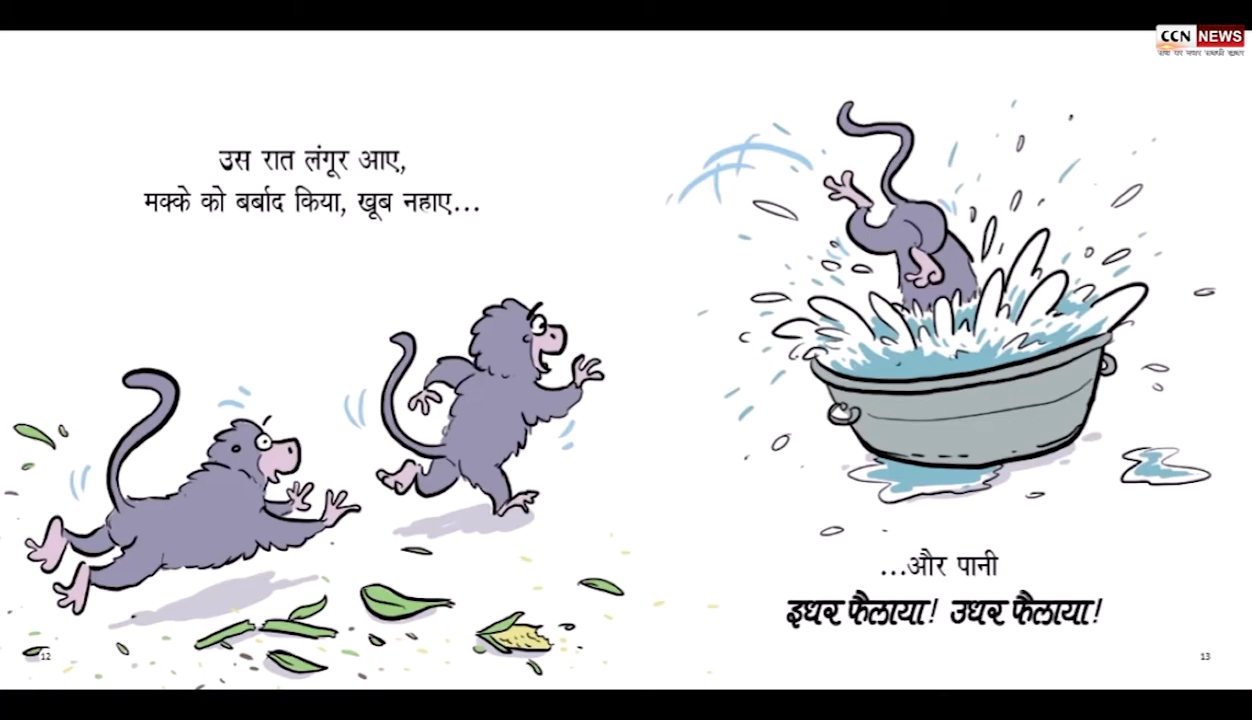 CCN NEWS
उस रात लंगूर आए,
मक्के को बर्बाद किया, खूब नहाए...
...और पानी
इधर फैलाया! उधर फैलाया!
12
13